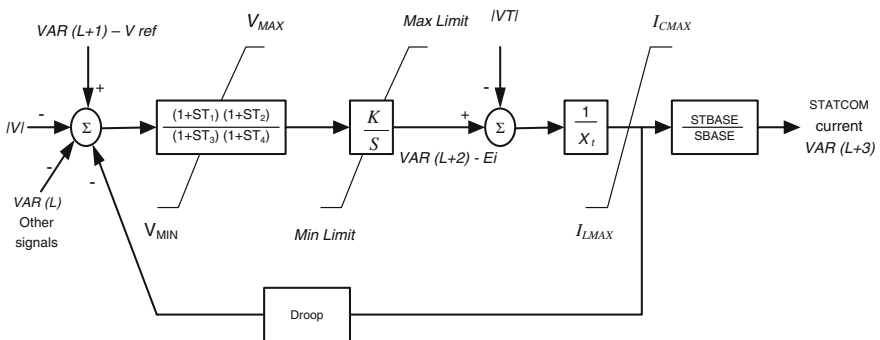 VAR (L+1) – V ref
V_MAX
Max Limit
|VT|
I_CMAX
+
-
-
|V|
Σ
(1+ST₁) (1+ST₂)
(1+ST₃) (1+ST₄)
K
S
+
Σ
1
X_t
STBASE
SBASE
STATCOM
current
VAR (L+3)
-
-
VAR (L+2) - Ei
VAR (L)
Other
signals
V_MIN
Min Limit
I_LMAX
Droop